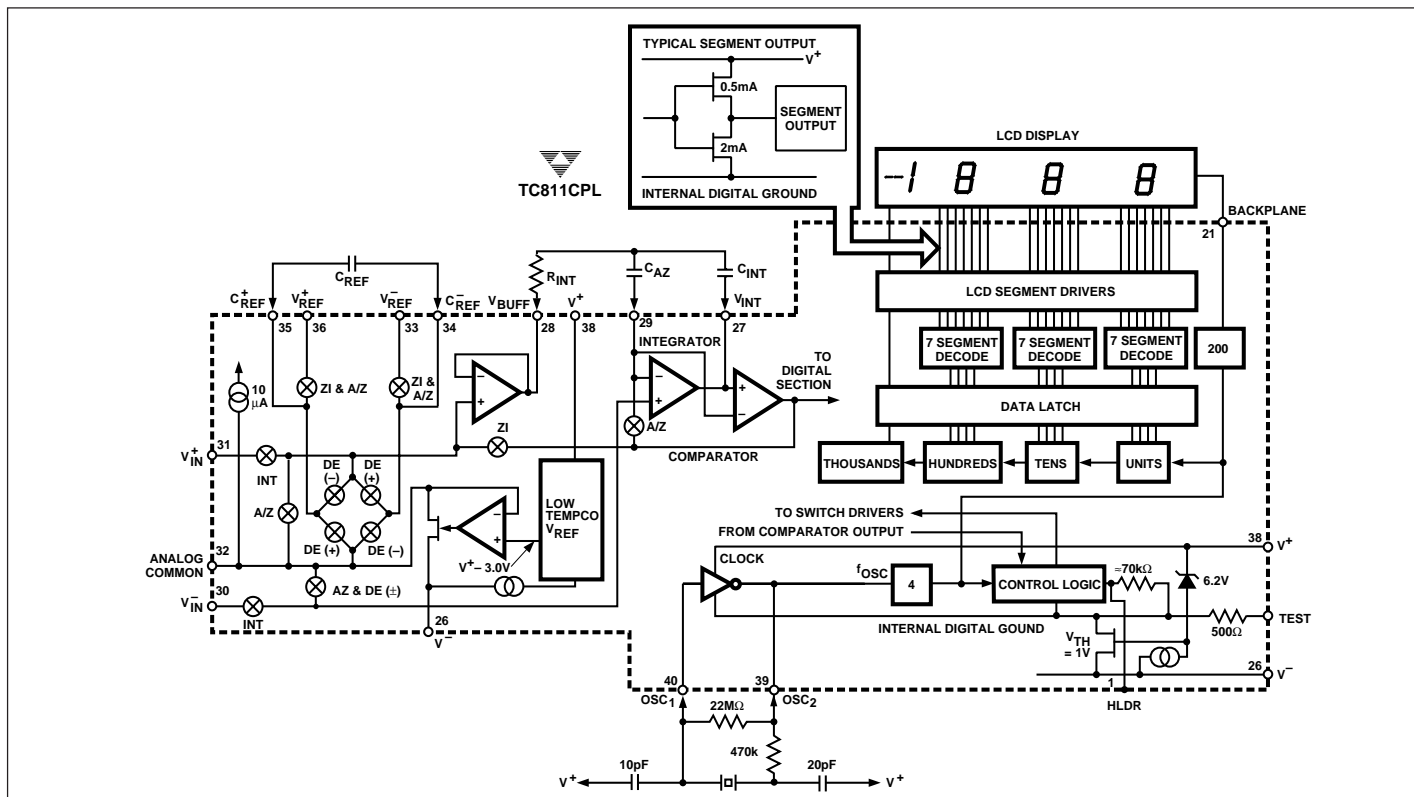 TYPICAL SEGMENT OUTPUT
V+
0.5mA
SEGMENT
OUTPUT
2mA
INTERNAL DIGITAL GROUND
TC811CPL
LCD DISPLAY
–1 8 8 8
BACKPLANE
21
CREF
RINT
CAZ
CINT
C+REF
V+REF
V–REF
C–REF
VBUFF
V+
VINT
35
36
33
34
28
38
29
27
LCD SEGMENT DRIVERS
7 SEGMENT
DECODE
7 SEGMENT
DECODE
7 SEGMENT
DECODE
200
INTEGRATOR
TO
DIGITAL
SECTION
10
µA
ZI & A/Z
ZI &
A/Z
–
+
–
+
+
–
A/Z
ZI
COMPARATOR
DATA LATCH
THOUSANDS
HUNDREDS
TENS
UNITS
31
V+IN
INT
DE
(–)
DE
(+)
A/Z
DE (+)
DE (–)
–
+
LOW
TEMPCO
VREF
V+ – 3.0V
32
ANALOG
COMMON
AZ & DE (±)
30
V–IN
INT
26
V–
TO SWITCH DRIVERS
FROM COMPARATOR OUTPUT
CLOCK
fOSC
4
CONTROL LOGIC
≈70kΩ
6.2V
38
V+
TEST
500Ω
INTERNAL DIGITAL GOUND
VTH
= 1V
26
V–
1
HLDR
40
OSC1
39
OSC2
22MΩ
470k
10pF
20pF
V+
V+